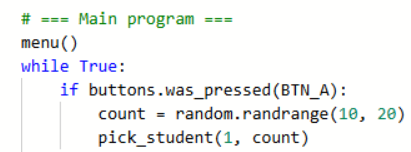 # === Main program ===
menu()
while True:
    if buttons.was_pressed(BTN_A):
        count = random.randrange(10, 20)
        pick_student(1, count)